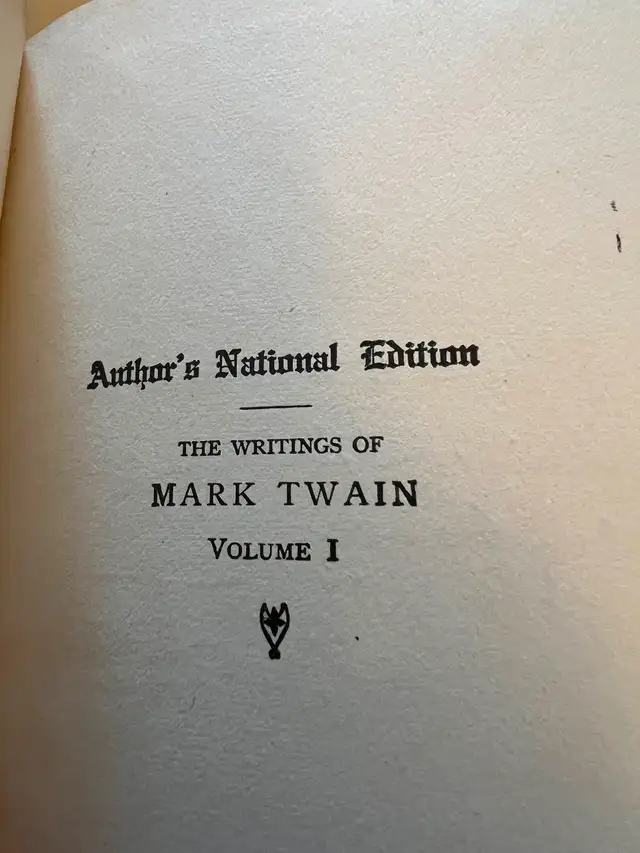 Author's National Edition
THE WRITINGS OF
MARK TWAIN
VOLUME I